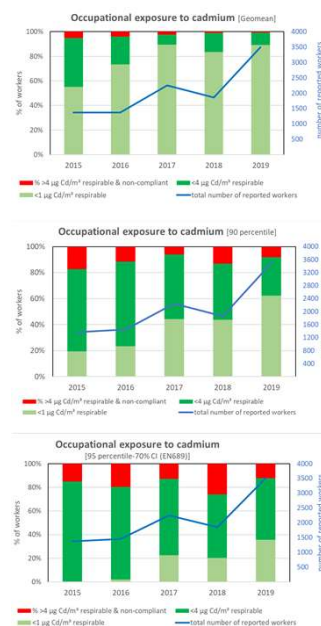 Occupational exposure to cadmium [Geomean]
100%
80%
60%
40%
20%
0%
% of workers
4000
3500
3000
2500
2000
1500
1000
500
number of reported workers
2015 2016 2017 2018 2019
% >4 µg Cd/m³ respirable & non-compliant <4 µg Cd/m³ respirable
<1 µg Cd/m³ respirable total number of reported workers
Occupational exposure to cadmium [90 percentile]
100%
80%
60%
40%
20%
0%
% of workers
4000
3600
3200
2800
2400
2000
1600
1200
800
400
number of reported workers
2015 2016 2017 2018 2019
% >4 µg Cd/m³ respirable & non-compliant <4 µg Cd/m³ respirable
<1 µg Cd/m³ respirable total number of reported workers
Occupational exposure to cadmium
[95 percentile-70% CI (EN689)]
100%
80%
60%
40%
20%
0%
% of workers
4000
3500
3000
2500
2000
1500
1000
500
number of reported workers
2015 2016 2017 2018 2019
% >4 µg Cd/m³ respirable & non-compliant <4 µg Cd/m³ respirable
<1 µg Cd/m³ respirable total number of reported workers